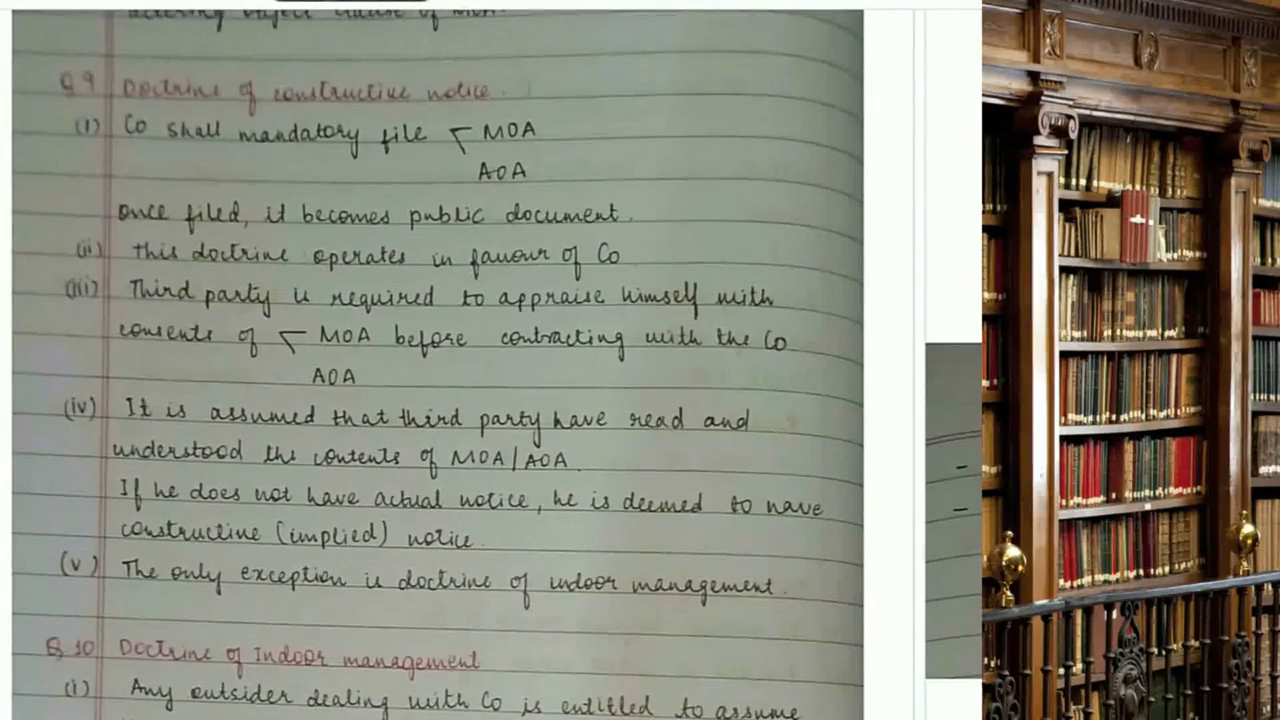 Q 9 Doctrine of constructive notice.
(i) Co shall mandatory file MOA
AOA
once filed, it becomes public document.
(ii) This doctrine operates in favour of Co
(iii) Third party is required to appraise himself with
contents of MOA before contracting with the Co
AOA
(iv) It is assumed that third party have read and
understood the contents of MOA/AOA.
If he does not have actual notice, he is deemed to have
constructive (implied) notice.
(v) The only exception is doctrine of indoor management.
Q 10 Doctrine of Indoor management
(i) Any outsider dealing with Co is entitled to assume